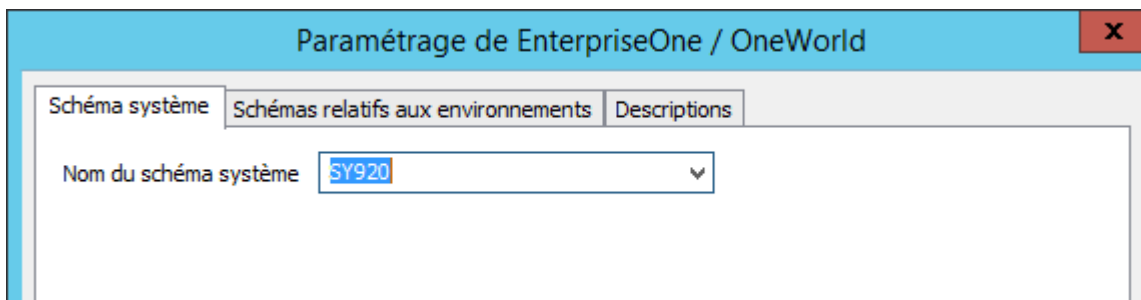 Paramétrage de EnterpriseOne / OneWorld
x
Schéma système
Schémas relatifs aux environnements
Descriptions
Nom du schéma système
SY920